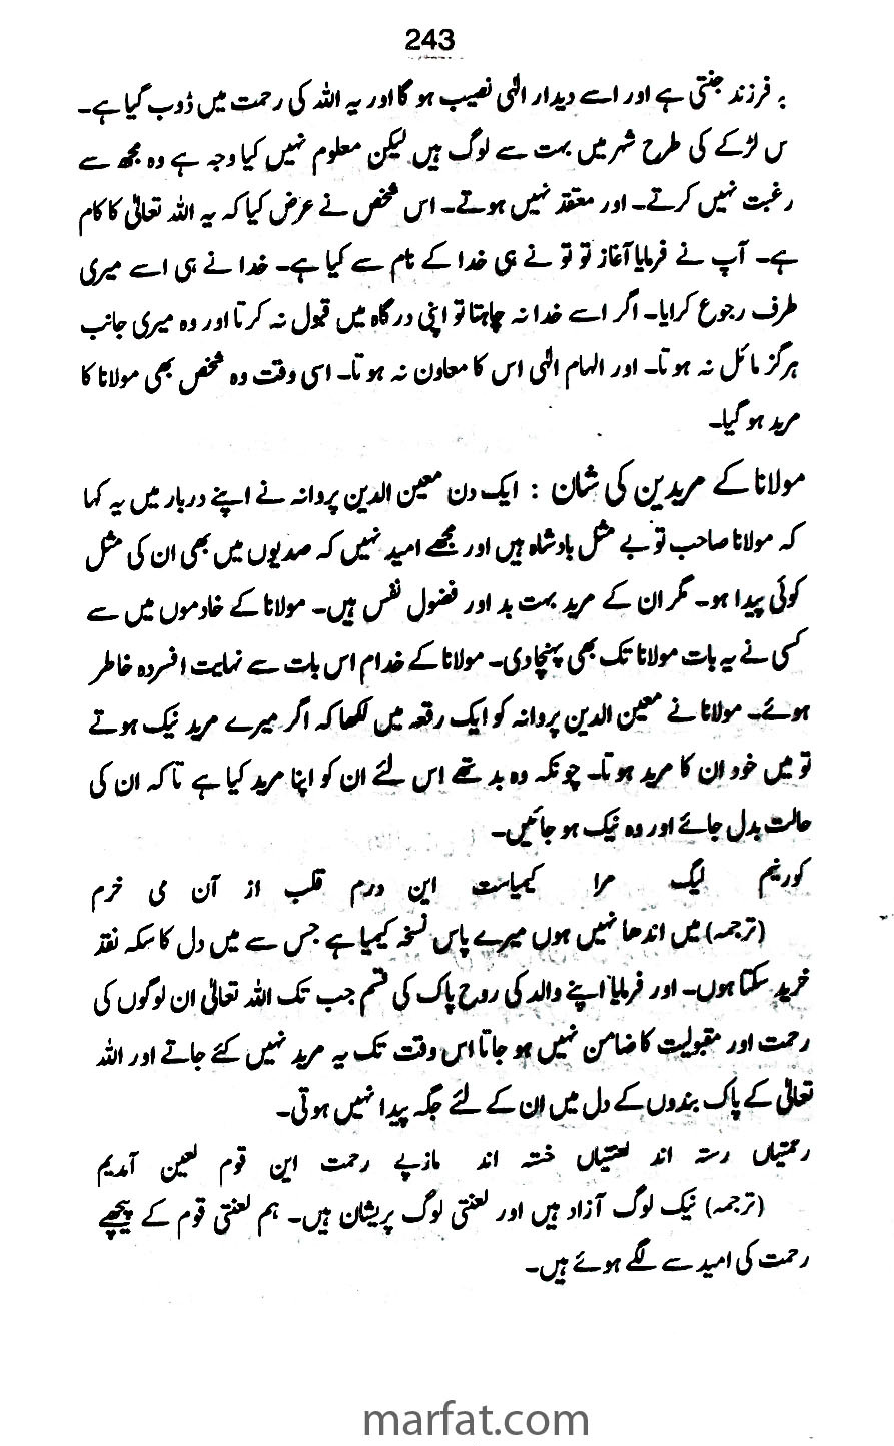 243
یہ فرزند جنتی ہے اور اسے دیدار الٰہی نصیب ہو گا اور یہ اللہ کی رحمت میں ڈوب گیا ہے۔
س لڑکے کی طرح شہر میں بہت سے لوگ ہیں لیکن معلوم نہیں کیا وجہ ہے وہ مجھ سے
رغبت نہیں کرتے۔ اور معتقد نہیں ہوتے۔ اس شخص نے عرض کیا کہ یہ اللہ تعالیٰ کا کام
ہے۔ آپ نے فرمایا آغاز تو تو نے ہی خدا کے نام سے کیا ہے۔ خدا نے ہی اسے میری
طرف رجوع کرایا۔ اگر اسے خدا نہ چاہتا تو اپنی درگاہ میں قبول نہ کرتا اور وہ میری جانب
ہرگز مائل نہ ہوتا۔ اور الہام الٰہی اس کا معاون نہ ہوتا۔ اسی وقت وہ شخص بھی مولانا کا
مرید ہو گیا۔
مولانا کے مریدین کی شان : ایک دن معین الدین پروانہ نے اپنے دربار میں یہ کہا
کہ مولانا صاحب تو بے مثل بادشاہ ہیں اور مجھے امید نہیں کہ صدیوں میں بھی ان کی مثل
کوئی پیدا ہو۔ مگر ان کے مرید بہت بد اور فضول نفس ہیں۔ مولانا کے خادموں میں سے
کسی نے یہ بات مولانا تک بھی پہنچا دی۔ مولانا کے خدام اس بات سے نہایت افسردہ خاطر
ہوئے۔ مولانا نے معین الدین پروانہ کو ایک رقعہ میں لکھا کہ اگر میرے مرید نیک ہوتے
تو میں خود ان کا مرید ہوتا۔ چونکہ وہ بد تھے اس لئے ان کو اپنا مرید کیا ہے تاکہ ان کی
حالت بدل جائے اور وہ نیک ہو جائیں۔
کورنیم لیک مرا کیمیاست این درم قلب از آن می خرم
(ترجمہ) میں اندھا نہیں ہوں میرے پاس نسخہ کیمیا ہے جس سے میں دل کا سکہ نقد
خرید سکتا ہوں۔ اور فرمایا اپنے والد کی روح پاک کی قسم جب تک اللہ تعالیٰ ان لوگوں کی
رحمت اور مقبولیت کا ضامن نہیں ہو جاتا اس وقت تک یہ مرید نہیں کئے جاتے اور اللہ
تعالیٰ کے پاک بندوں کے دل میں ان کے لئے جگہ پیدا نہیں ہوتی۔
رحمتیاں رستہ اند لعنتیاں خستہ اند مازپے رحمت این قوم لعین آمدیم
(ترجمہ) نیک لوگ آزاد ہیں اور لعنتی لوگ پریشان ہیں۔ ہم لعنتی قوم کے پیچھے
رحمت کی امید سے لگے ہوئے ہیں۔
marfat.com